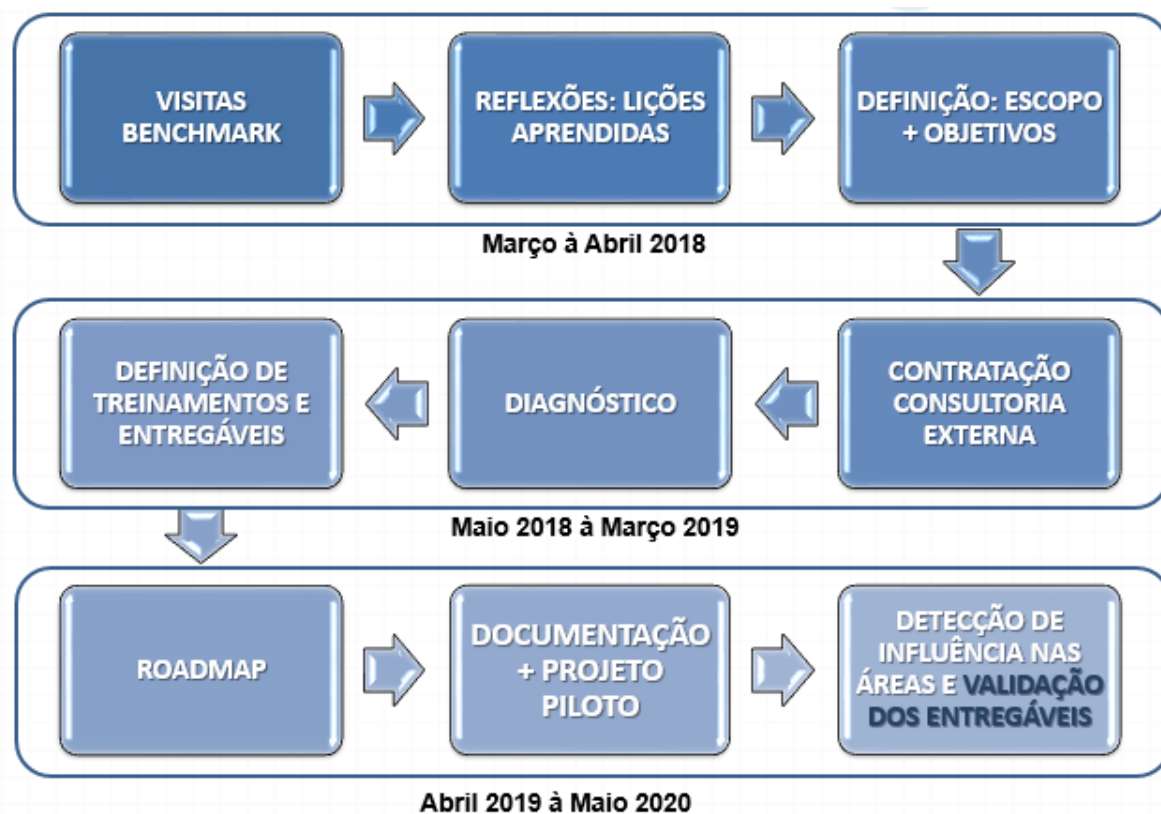 VISITAS
BENCHMARK
REFLEXÕES: LIÇÕES
APRENDIDAS
DEFINIÇÃO: ESCOPO
+ OBJETIVOS
Março à Abril 2018
CONTRATAÇÃO
CONSULTORIA
EXTERNA
DIAGNÓSTICO
DEFINIÇÃO DE
TREINAMENTOS E
ENTREGÁVEIS
Maio 2018 à Março 2019
ROADMAP
DOCUMENTAÇÃO
+ PROJETO
PILOTO
DETECÇÃO DE
INFLUÊNCIA NAS
ÁREAS E VALIDAÇÃO
DOS ENTREGÁVEIS
Abril 2019 à Maio 2020